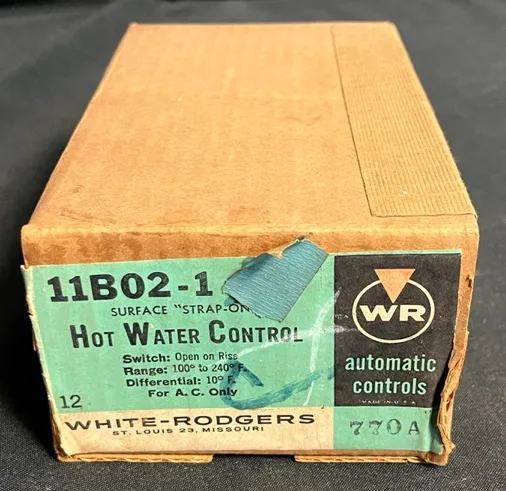 11B02-1
SURFACE "STRAP-ON"
HOT WATER CONTROL
Switch: Open on Rise
Range: 100° to 240° F.
Differential: 10° F.
For A. C. Only
12
WHITE-RODGERS
ST. LOUIS 23, MISSOURI
WR
automatic
controls
MADE IN U.S.A.
770A